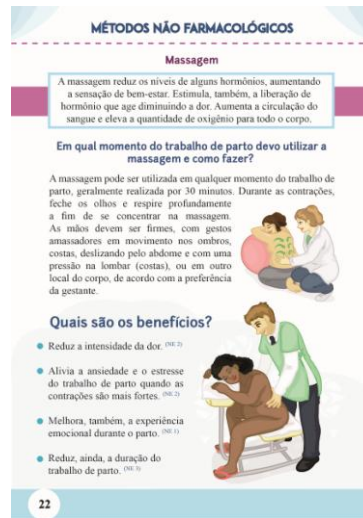 MÉTODOS NÃO FARMACOLÓGICOS
Massagem
A massagem reduz os níveis de alguns hormônios, aumentando
a sensação de bem-estar. Estimula, também, a liberação de
hormônio que age diminuindo a dor. Aumenta a circulação do
sangue e eleva a quantidade de oxigênio para todo o corpo.
Em qual momento do trabalho de parto devo utilizar a
massagem e como fazer?
A massagem pode ser utilizada em qualquer momento do trabalho de
parto, geralmente realizada por 30 minutos. Durante as contrações,
feche os olhos e respire profundamente
a fim de se concentrar na massagem.
As mãos devem ser firmes, com gestos
amassadores em movimento nos ombros,
costas, deslizando pelo abdome e com uma
pressão na lombar (costas), ou em outro
local do corpo, de acordo com a preferência
da gestante.
Quais são os benefícios?
Reduz a intensidade da dor. (NE 2)
Alivia a ansiedade e o estresse
do trabalho de parto quando as
contrações são mais fortes. (NE 2)
Melhora, também, a experiência
emocional durante o parto. (NE 1)
Reduz, ainda, a duração do
trabalho de parto.
22